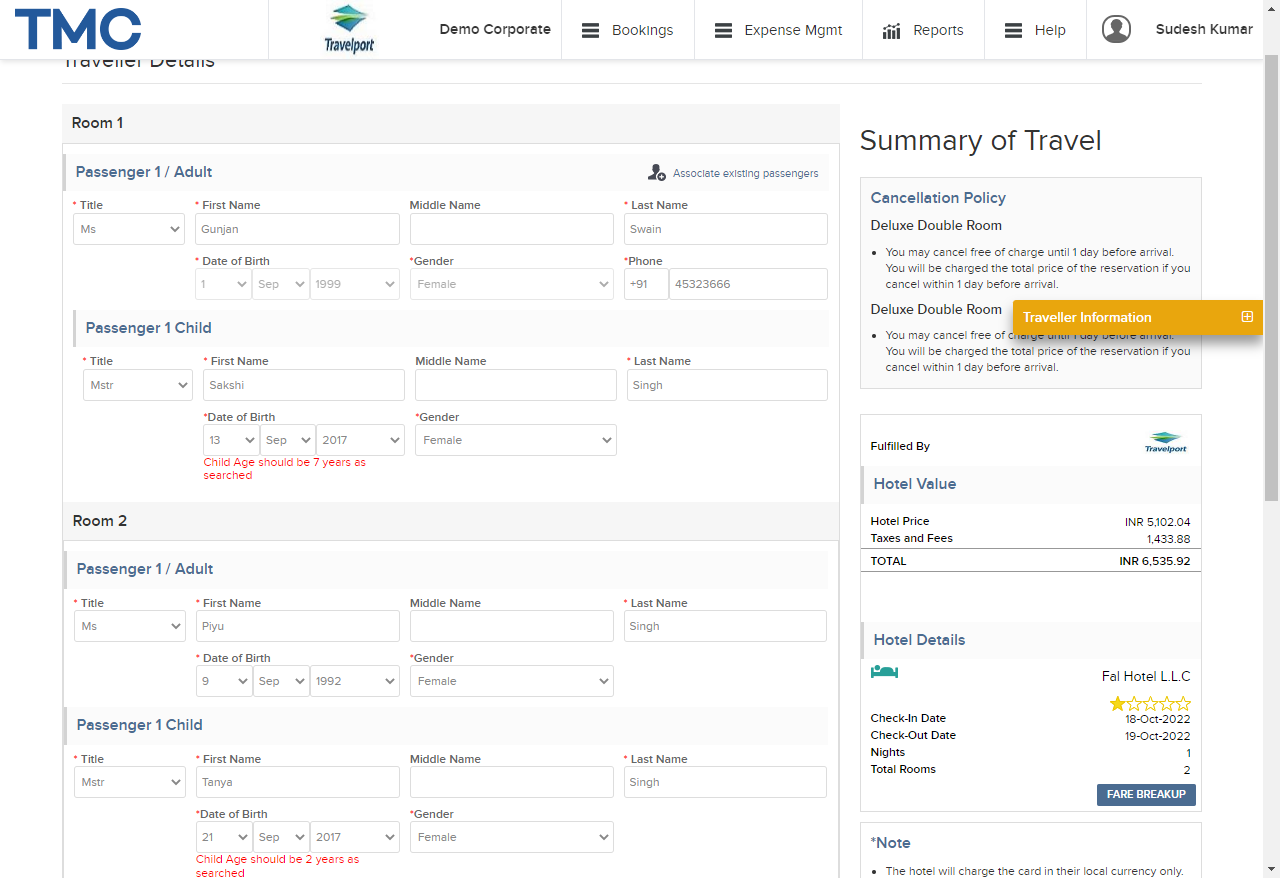 TMC
Travelport
Demo Corporate
Bookings
Expense Mgmt
Reports
Help
Sudesh Kumar
Traveller Details
Room 1
Passenger 1 / Adult
Associate existing passengers
* Title
* First Name
Middle Name
* Last Name
Ms
Gunjan
Swain
* Date of Birth
*Gender
*Phone
1
Sep
1999
Female
+91
45323666
Passenger 1 Child
* Title
* First Name
Middle Name
* Last Name
Mstr
Sakshi
Singh
*Date of Birth
*Gender
13
Sep
2017
Female
Child Age should be 7 years as
searched
Room 2
Passenger 1 / Adult
* Title
* First Name
Middle Name
* Last Name
Ms
Piyu
Singh
* Date of Birth
*Gender
9
Sep
1992
Female
Passenger 1 Child
* Title
* First Name
Middle Name
* Last Name
Mstr
Tanya
Singh
*Date of Birth
*Gender
21
Sep
2017
Female
Child Age should be 2 years as
searched
Summary of Travel
Cancellation Policy
Deluxe Double Room
• You may cancel free of charge until 1 day before arrival.
You will be charged the total price of the reservation if you
cancel within 1 day before arrival.
Deluxe Double Room
Traveller Information
• You may cancel free of charge until 1 day before arrival.
You will be charged the total price of the reservation if you
cancel within 1 day before arrival.
Fulfilled By
Travelport
Hotel Value
Hotel Price INR 5,102.04
Taxes and Fees 1,433.88
TOTAL INR 6,535.92
Hotel Details
Fal Hotel L.L.C
Check-In Date 18-Oct-2022
Check-Out Date 19-Oct-2022
Nights 1
Total Rooms 2
FARE BREAKUP
*Note
• The hotel will charge the card in their local currency only.